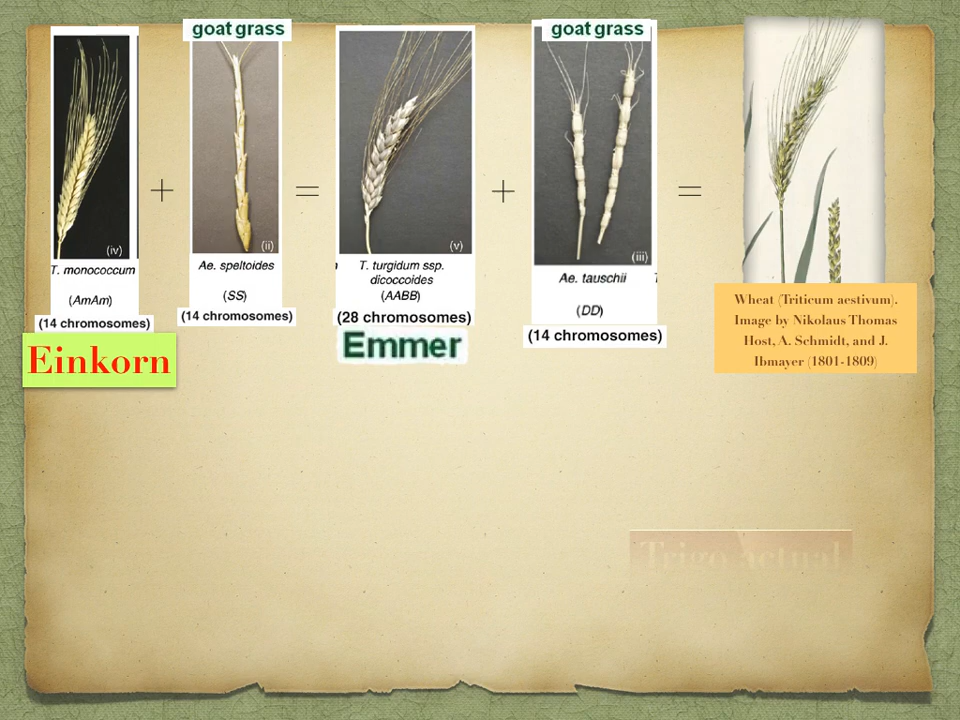 goat grass
goat grass
(iv)
(ii)
(v)
(iii)
+
=
+
=
T. monococcum
(AmAm)
(14 chromosomes)
Einkorn
Ae. speltoides
(SS)
(14 chromosomes)
T. turgidum ssp.
dicoccoides
(AABB)
(28 chromosomes)
Emmer
Ae. tauschii
(DD)
(14 chromosomes)
Wheat (Triticum aestivum).
Image by Nikolaus Thomas
Host, A. Schmidt, and J.
Ibmayer (1801-1809)
Trigo actual